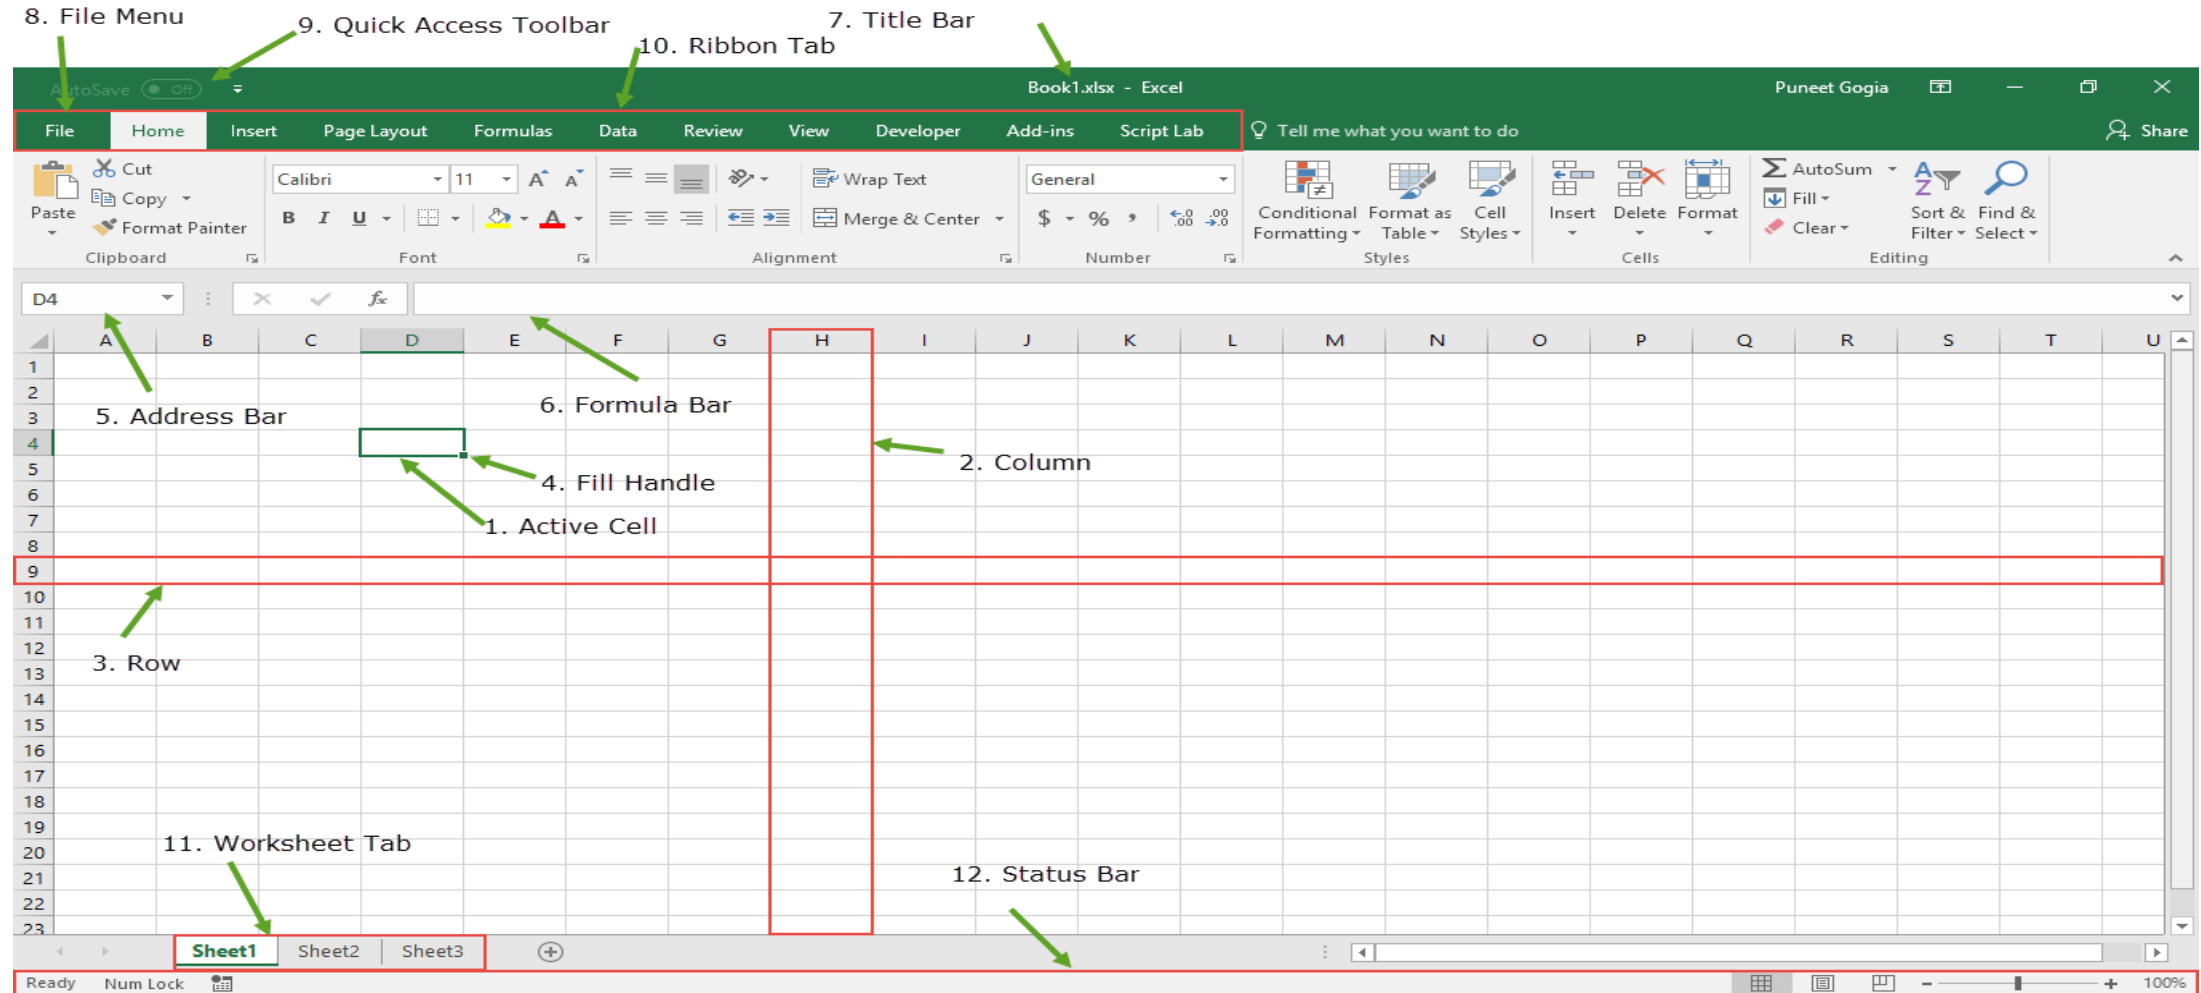 8. File Menu
9. Quick Access Toolbar
7. Title Bar
10. Ribbon Tab
AutoSave Off
Book1.xlsx - Excel
Puneet Gogia
File Home Insert Page Layout Formulas Data Review View Developer Add-ins Script Lab Tell me what you want to do Share
Cut
Copy
Format Painter
Paste
Clipboard
Calibri 11 A A
B I U A
Font
Wrap Text
Merge & Center
Alignment
General
$ % , .0 .00 .00 .0
Number
Conditional Formatting
Format as Table
Cell Styles
Styles
Insert Delete Format
Cells
AutoSum
Fill
Clear
A Z
Sort & Filter
Find & Select
Editing
D4 fx
A B C D E F G H I J K L M N O P Q R S T U
1
2
3
4
5
6
7
8
9
10
11
12
13
14
15
16
17
18
19
20
21
22
23
5. Address Bar
6. Formula Bar
2. Column
4. Fill Handle
1. Active Cell
3. Row
11. Worksheet Tab
12. Status Bar
Sheet1 Sheet2 Sheet3
Ready Num Lock 100%